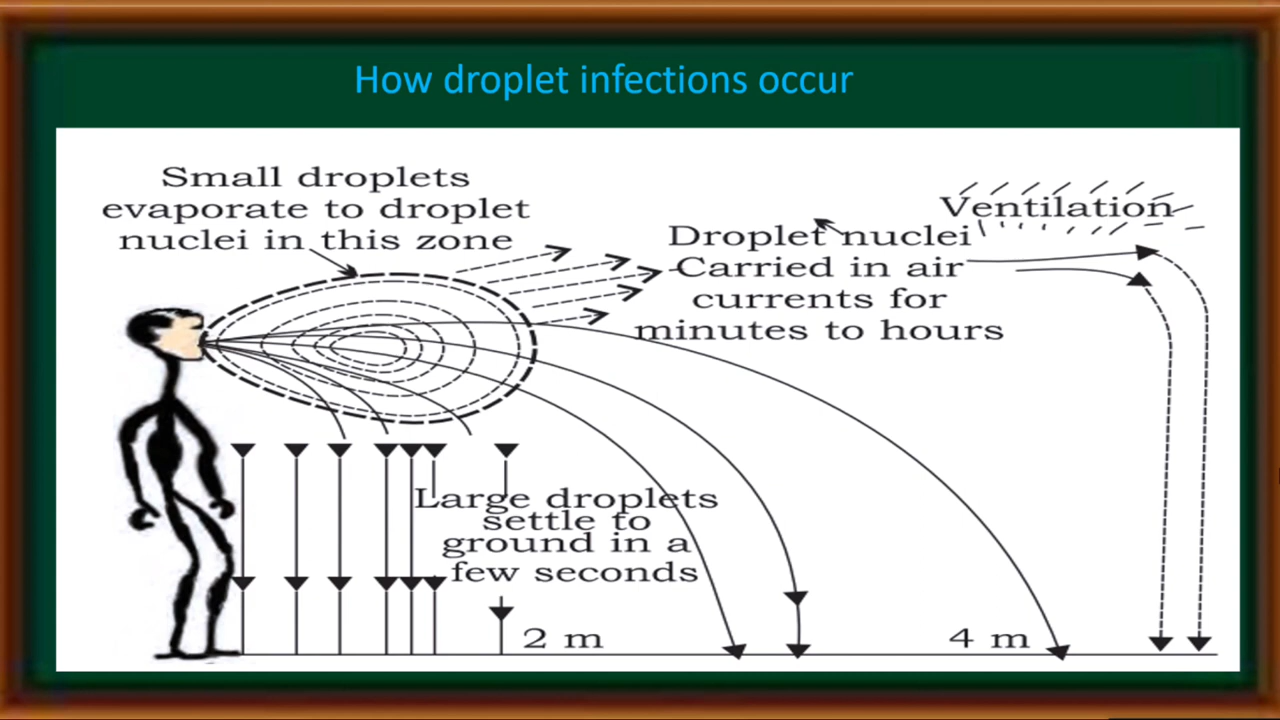 How droplet infections occur
Small droplets
evaporate to droplet
nuclei in this zone
Ventilation
Droplet nuclei
Carried in air
currents for
minutes to hours
Large droplets
settle to
ground in a
few seconds
2 m
4 m